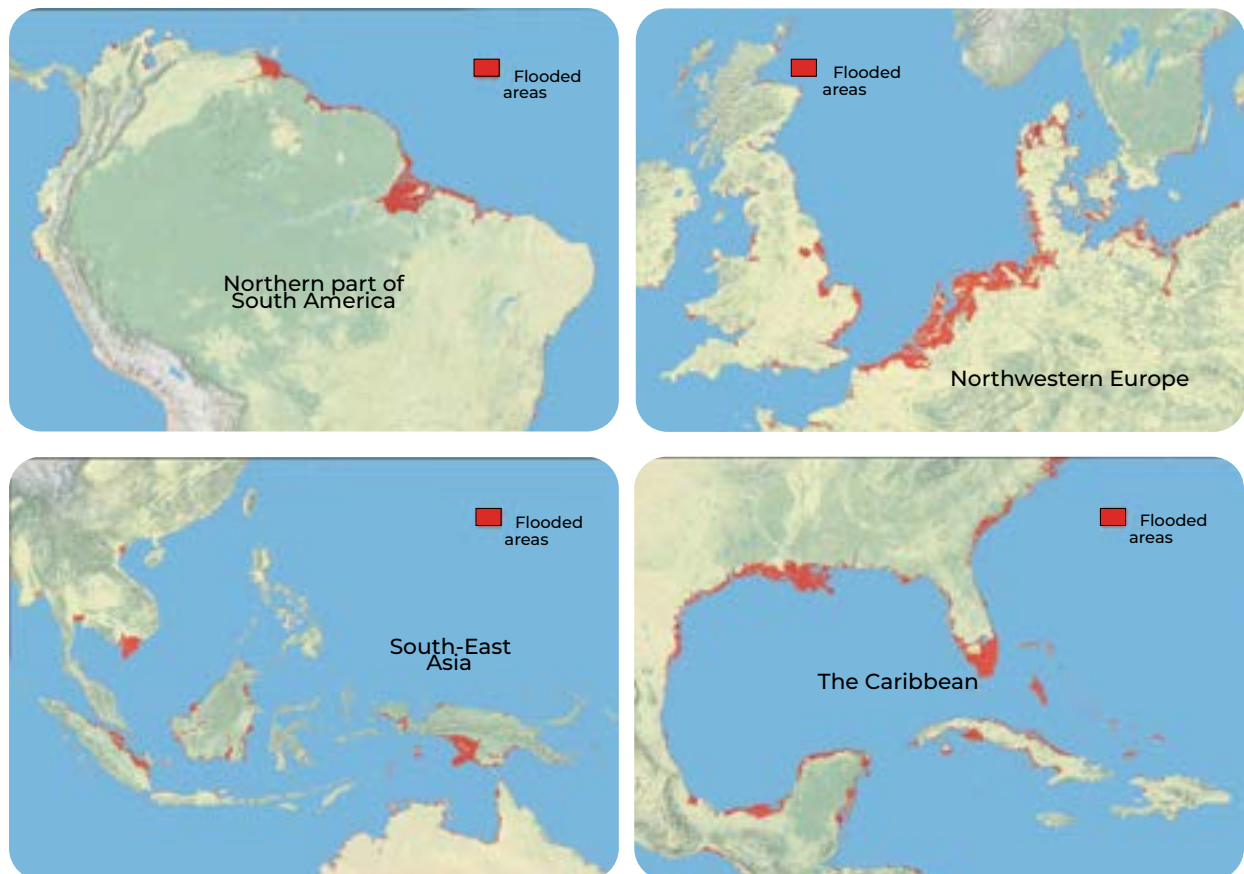 Flooded
areas
Northern part of
South America
Flooded
areas
Northwestern Europe
Flooded
areas
South-East
Asia
Flooded
areas
The Caribbean